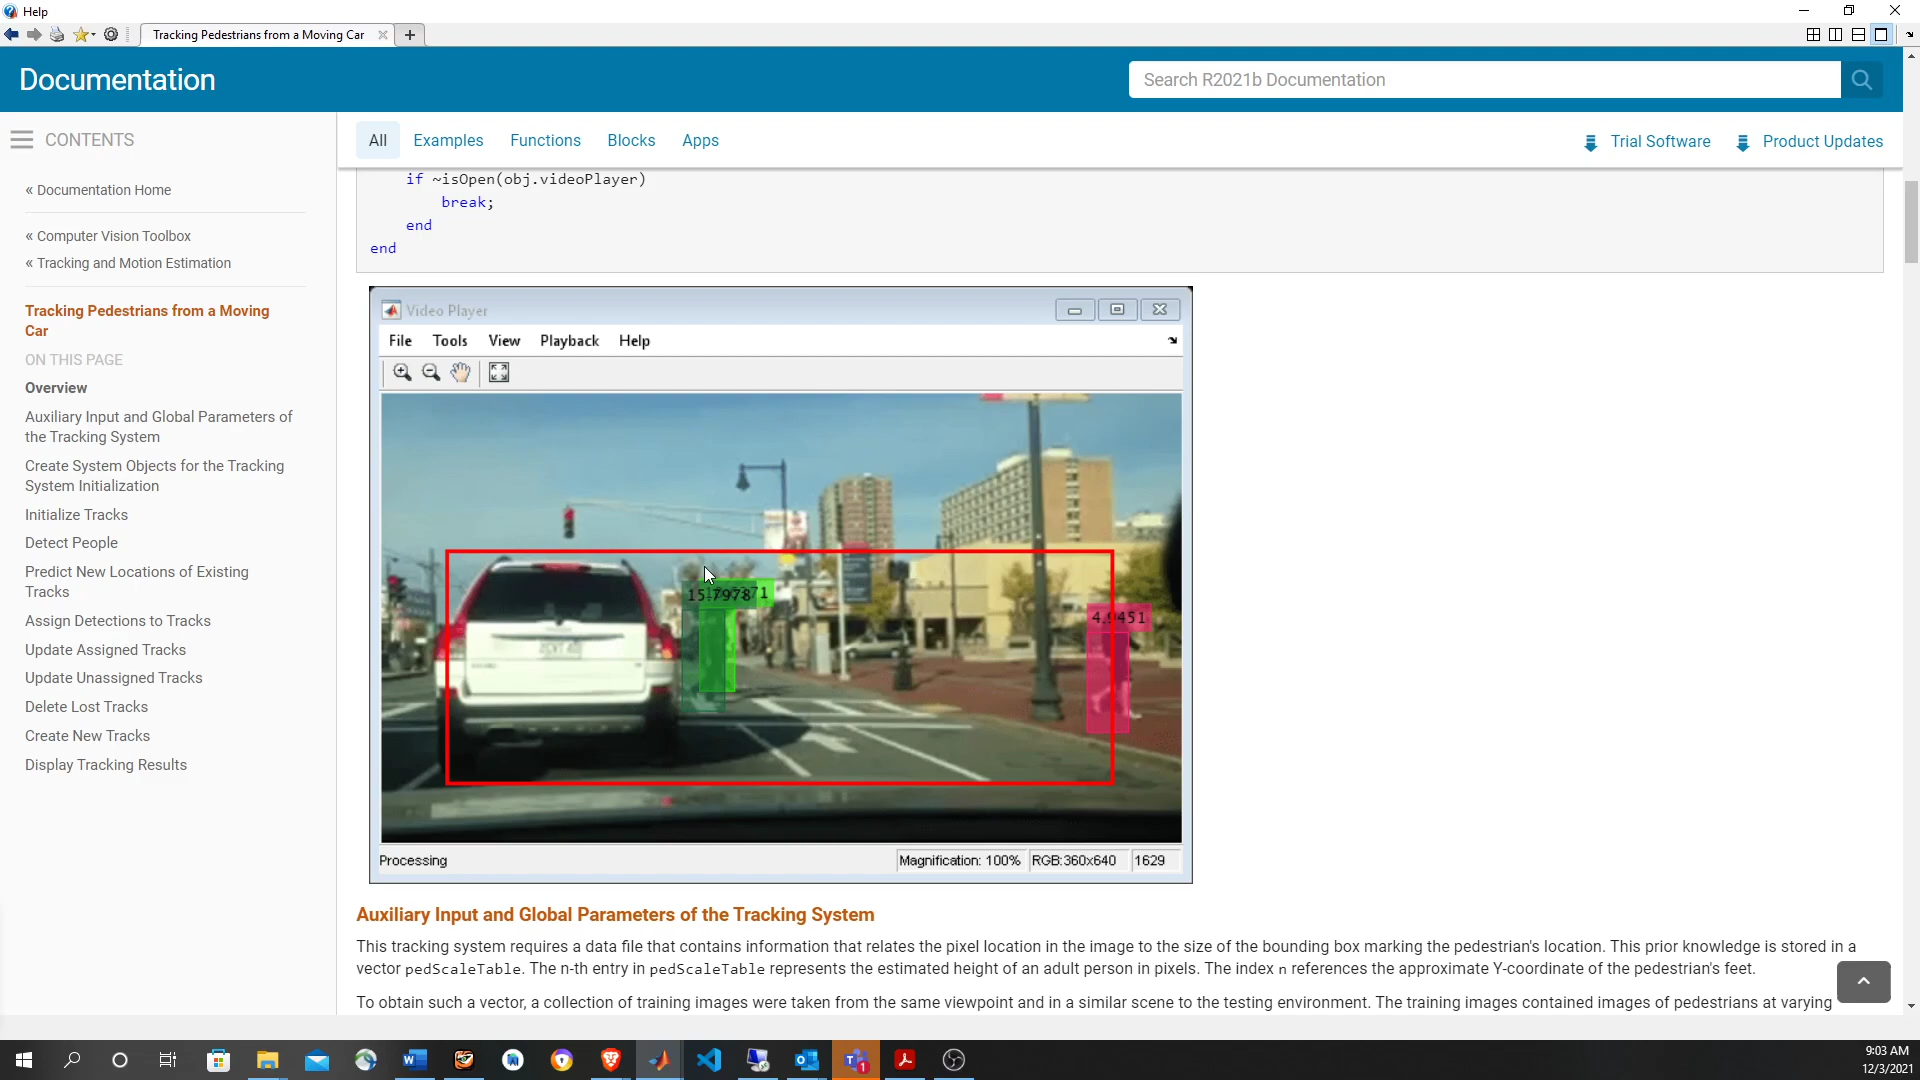 Help
Tracking Pedestrians from a Moving Car
Documentation
Search R2021b Documentation
CONTENTS
All Examples Functions Blocks Apps
Trial Software Product Updates
« Documentation Home
« Computer Vision Toolbox
« Tracking and Motion Estimation
Tracking Pedestrians from a Moving
Car
ON THIS PAGE
Overview
Auxiliary Input and Global Parameters of
the Tracking System
Create System Objects for the Tracking
System Initialization
Initialize Tracks
Detect People
Predict New Locations of Existing
Tracks
Assign Detections to Tracks
Update Assigned Tracks
Update Unassigned Tracks
Delete Lost Tracks
Create New Tracks
Display Tracking Results
if ~isOpen(obj.videoPlayer)
break;
end
end
Video Player
File Tools View Playback Help
15.7978
4.9451
Processing
Magnification: 100% RGB:360x640 1629
Auxiliary Input and Global Parameters of the Tracking System
This tracking system requires a data file that contains information that relates the pixel location in the image to the size of the bounding box marking the pedestrian's location. This prior knowledge is stored in a
vector pedScaleTable. The n-th entry in pedScaleTable represents the estimated height of an adult person in pixels. The index n references the approximate Y-coordinate of the pedestrian's feet.
To obtain such a vector, a collection of training images were taken from the same viewpoint and in a similar scene to the testing environment. The training images contained images of pedestrians at varying
9:03 AM
12/3/2021